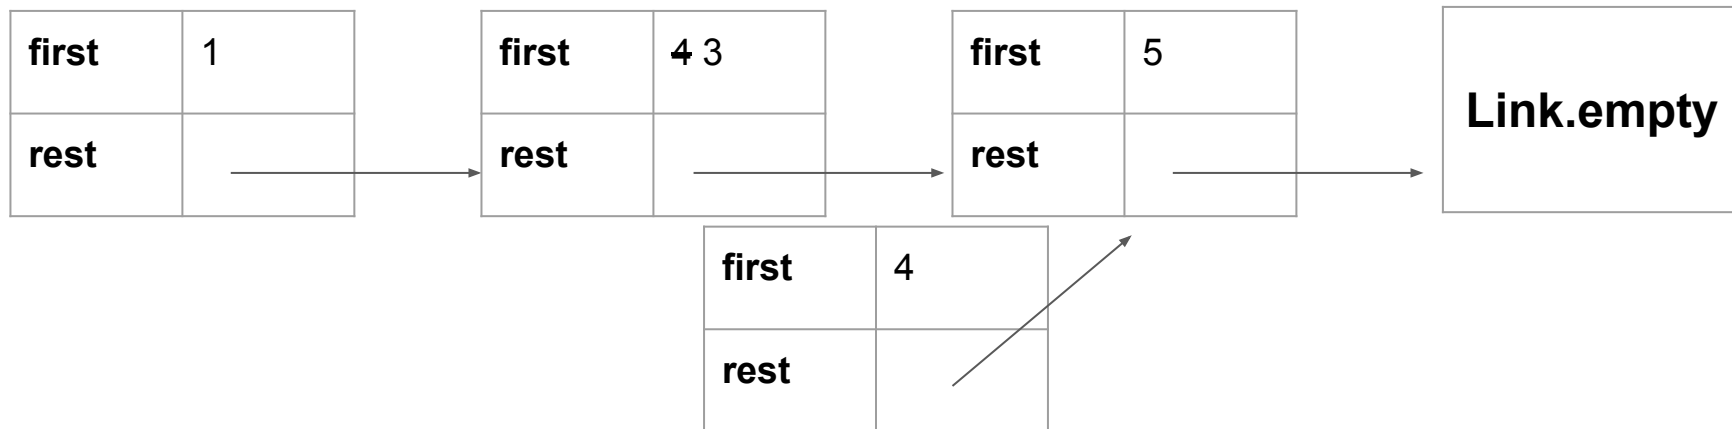 first 1
rest
first 4 3
rest
first 5
rest
Link.empty
first 4
rest